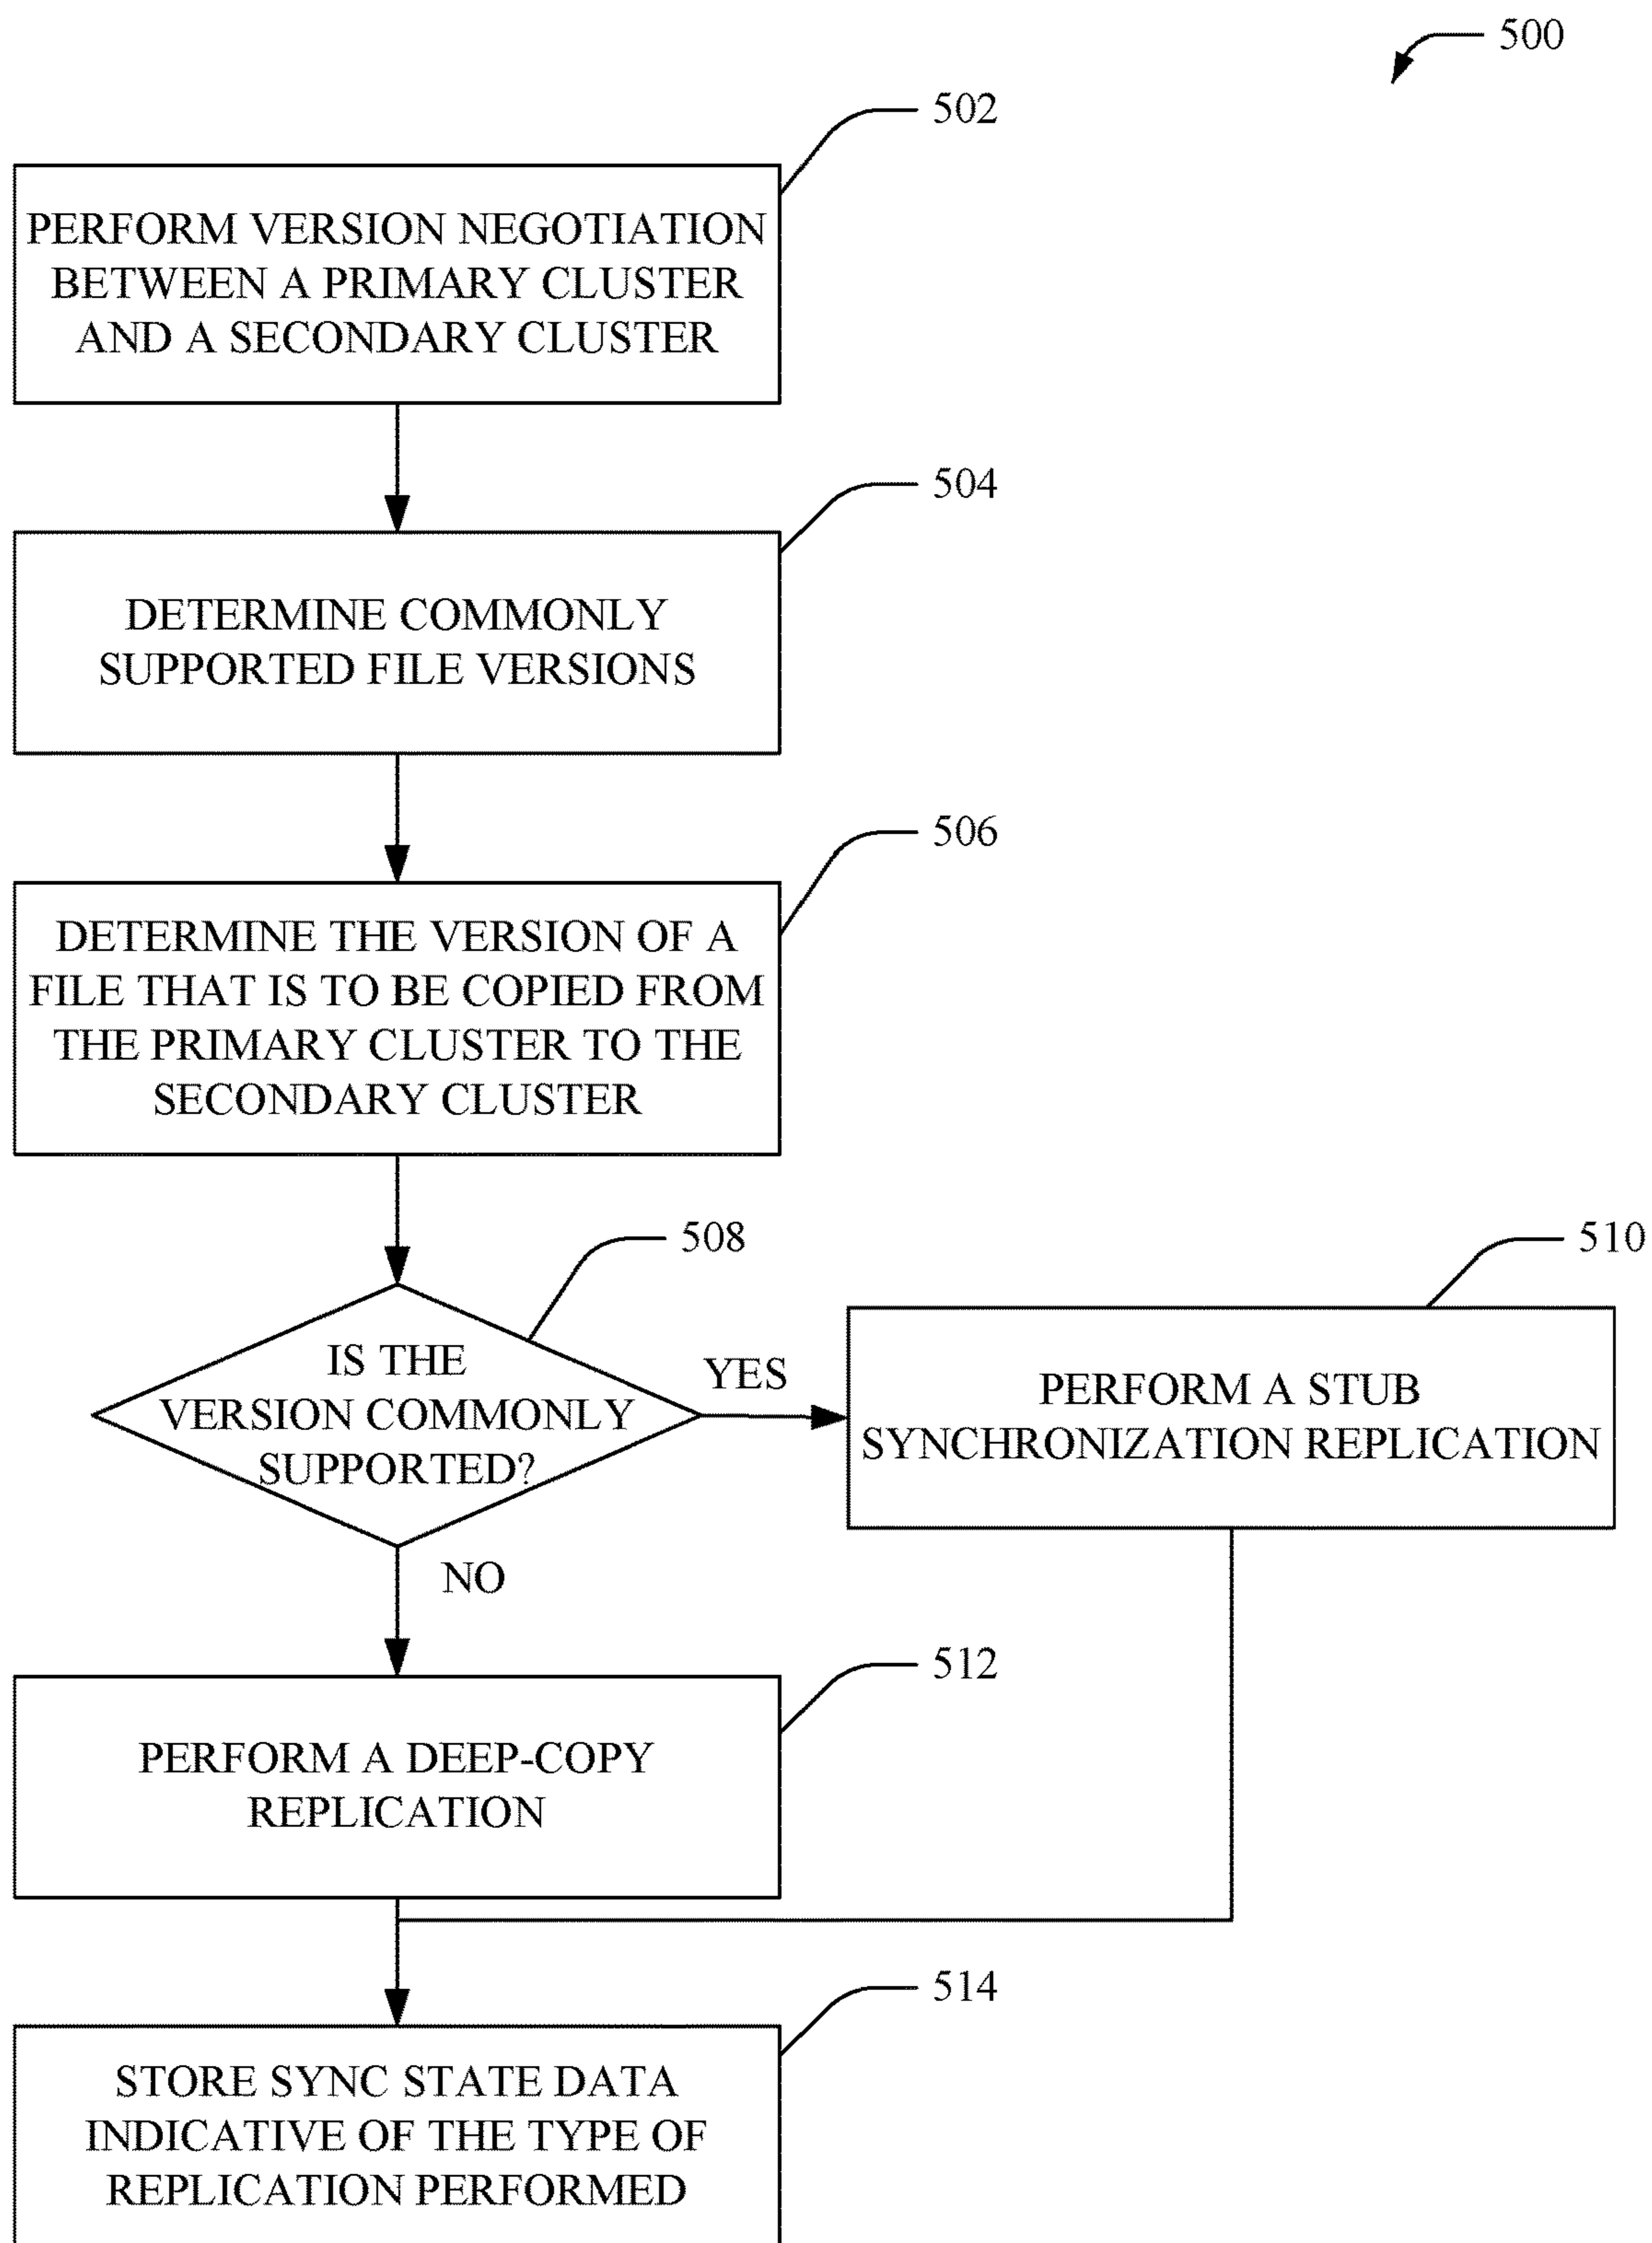 500
502
PERFORM VERSION NEGOTIATION
BETWEEN A PRIMARY CLUSTER
AND A SECONDARY CLUSTER
504
DETERMINE COMMONLY
SUPPORTED FILE VERSIONS
506
DETERMINE THE VERSION OF A
FILE THAT IS TO BE COPIED FROM
THE PRIMARY CLUSTER TO THE
SECONDARY CLUSTER
508
IS THE
VERSION COMMONLY
SUPPORTED?
YES
510
PERFORM A STUB
SYNCHRONIZATION REPLICATION
NO
512
PERFORM A DEEP-COPY
REPLICATION
514
STORE SYNC STATE DATA
INDICATIVE OF THE TYPE OF
REPLICATION PERFORMED